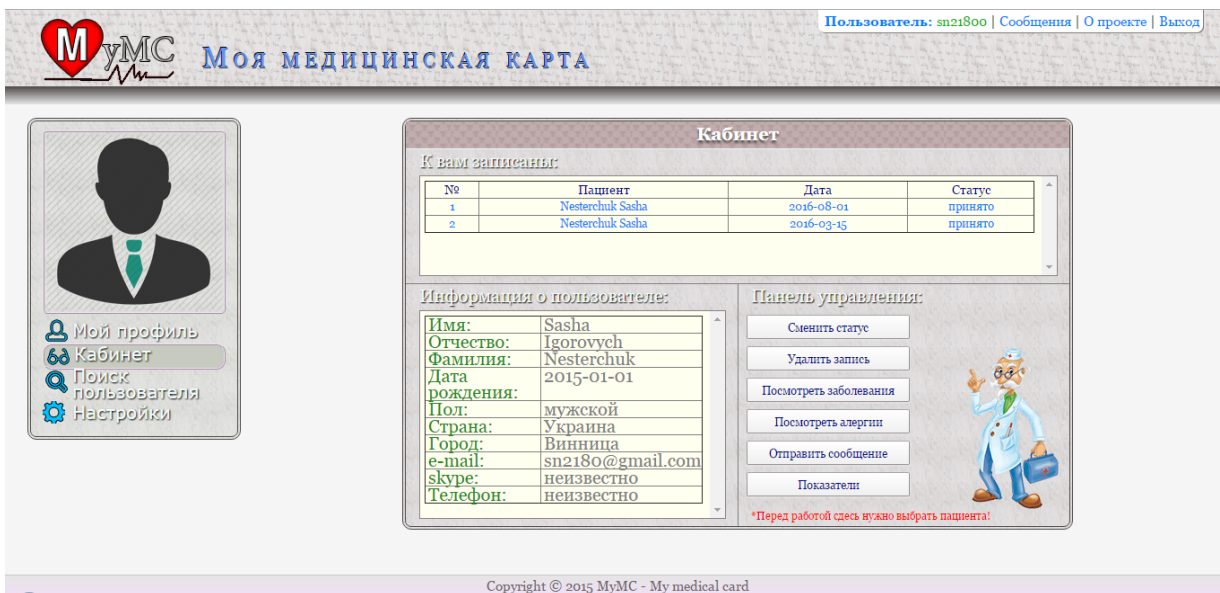 Пользователь: sn21800 | Сообщения | О проекте | Выход
MyMC Моя медицинская карта
Мой профиль
Кабинет
Поиск
пользователя
Настройки
Кабинет
К вам записаны:
№ Пациент Дата Статус
1 Nesterchuk Sasha 2016-08-01 принято
2 Nesterchuk Sasha 2016-03-15 принято
Информация о пользователе:
Имя: Sasha
Отчество: Igorovych
Фамилия: Nesterchuk
Дата 2015-01-01
рождения:
Пол: мужской
Страна: Украина
Город: Винница
e-mail: sn2180@gmail.com
skype: неизвестно
Телефон: неизвестно
Панель управления:
Сменить статус
Удалить запись
Посмотреть заболевания
Посмотреть алергии
Отправить сообщение
Показатели
*Перед работой сдесь нужно выбрать пациента!
Copyright © 2015 MyMC - My medical card